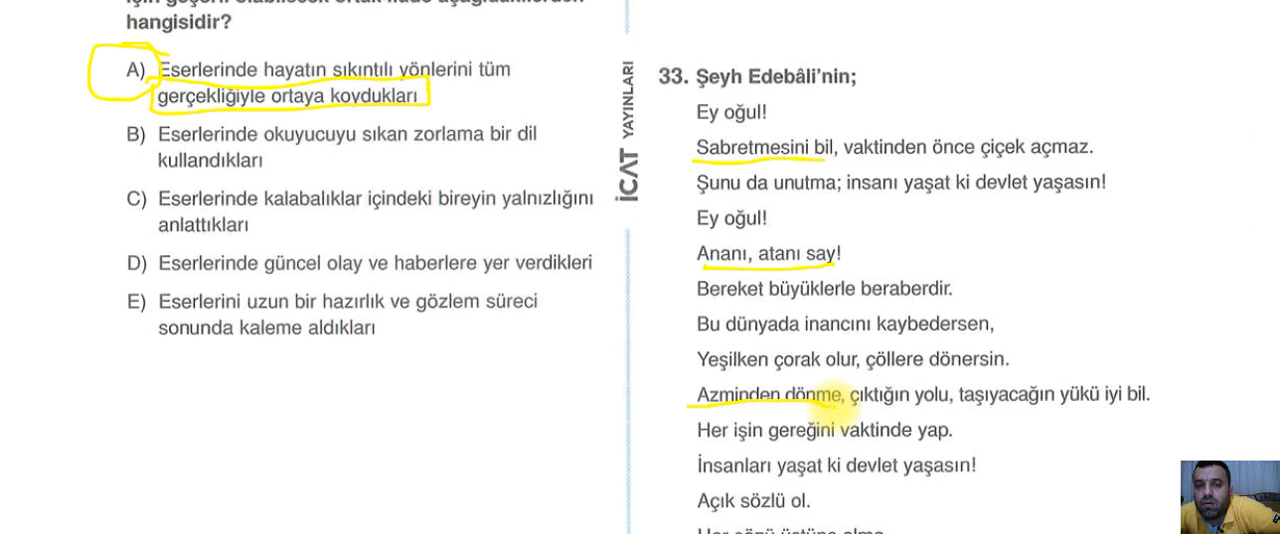 hangisidir?
A) Eserlerinde hayatın sıkıntılı yönlerini tüm
gerçekliğiyle ortaya koydukları
B) Eserlerinde okuyucuyu sıkan zorlama bir dil
kullandıkları
C) Eserlerinde kalabalıklar içindeki bireyin yalnızlığını
anlattıkları
D) Eserlerinde güncel olay ve haberlere yer verdikleri
E) Eserlerini uzun bir hazırlık ve gözlem süreci
sonunda kaleme aldıkları
İCAT YAYINLARI
33. Şeyh Edebâli’nin;
Ey oğul!
Sabretmesini bil, vaktinden önce çiçek açmaz.
Şunu da unutma; insanı yaşat ki devlet yaşasın!
Ey oğul!
Ananı, atanı say!
Bereket büyüklerle beraberdir.
Bu dünyada inancını kaybedersen,
Yeşilken çorak olur, çöllere dönersin.
Azminden dönme, çıktığın yolu, taşıyacağın yükü iyi bil.
Her işin gereğini vaktinde yap.
İnsanları yaşat ki devlet yaşasın!
Açık sözlü ol.